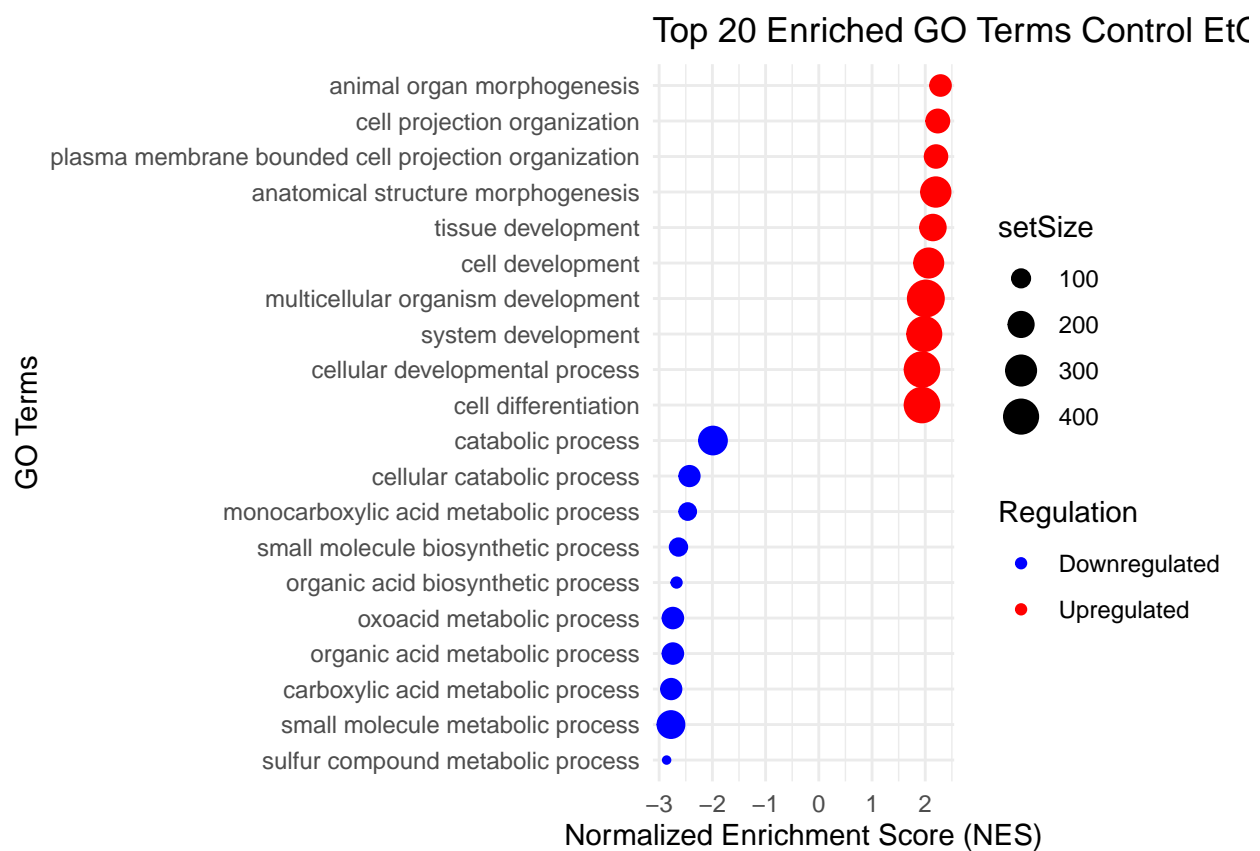 Top 20 Enriched GO Terms Control EtO
animal organ morphogenesis
cell projection organization
plasma membrane bounded cell projection organization
anatomical structure morphogenesis
tissue development
cell development
multicellular organism development
system development
cellular developmental process
cell differentiation
catabolic process
cellular catabolic process
monocarboxylic acid metabolic process
small molecule biosynthetic process
organic acid biosynthetic process
oxoacid metabolic process
organic acid metabolic process
carboxylic acid metabolic process
small molecule metabolic process
sulfur compound metabolic process
GO Terms
−3 −2 −1 0 1 2
Normalized Enrichment Score (NES)
setSize
100
200
300
400
Regulation
Downregulated
Upregulated